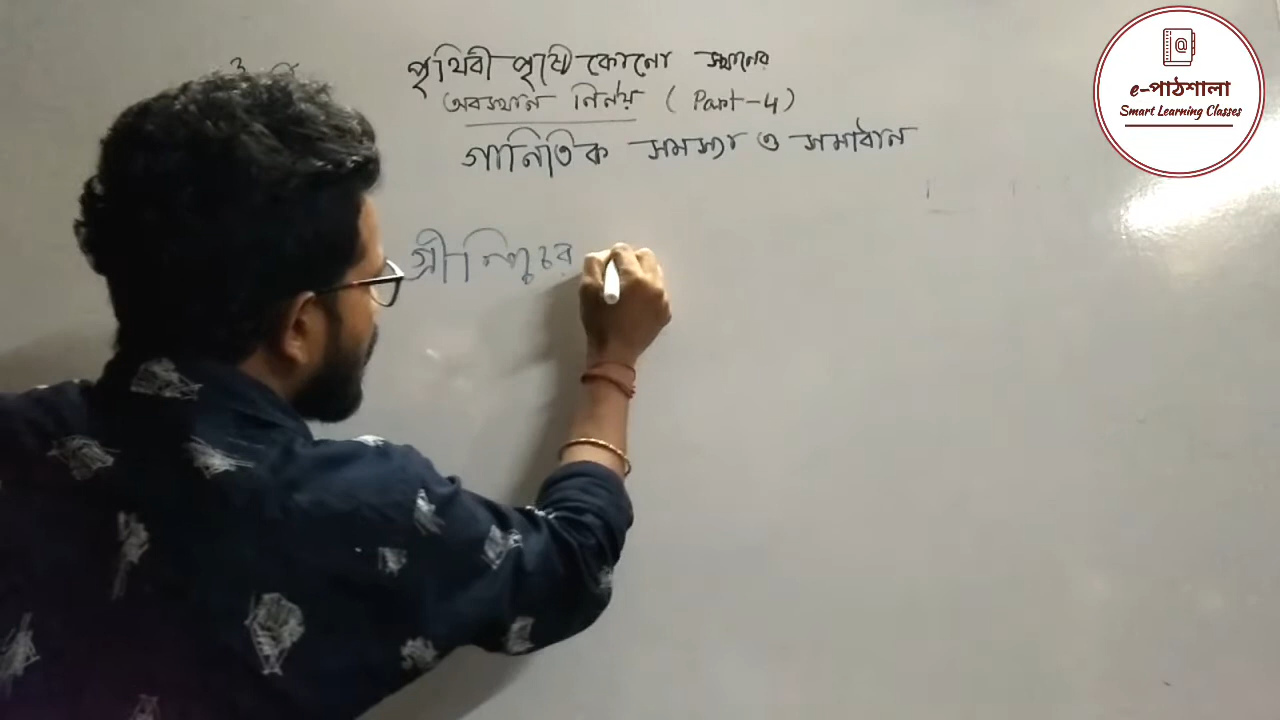 পৃথিবী পৃষ্ঠে কোনো স্থানের
অবস্থান নির্ণয় (Part-4)
গানিতিক সমস্যা ও সমাধান
গ্রীনিচের
e-পাঠশালা
Smart Learning Classes